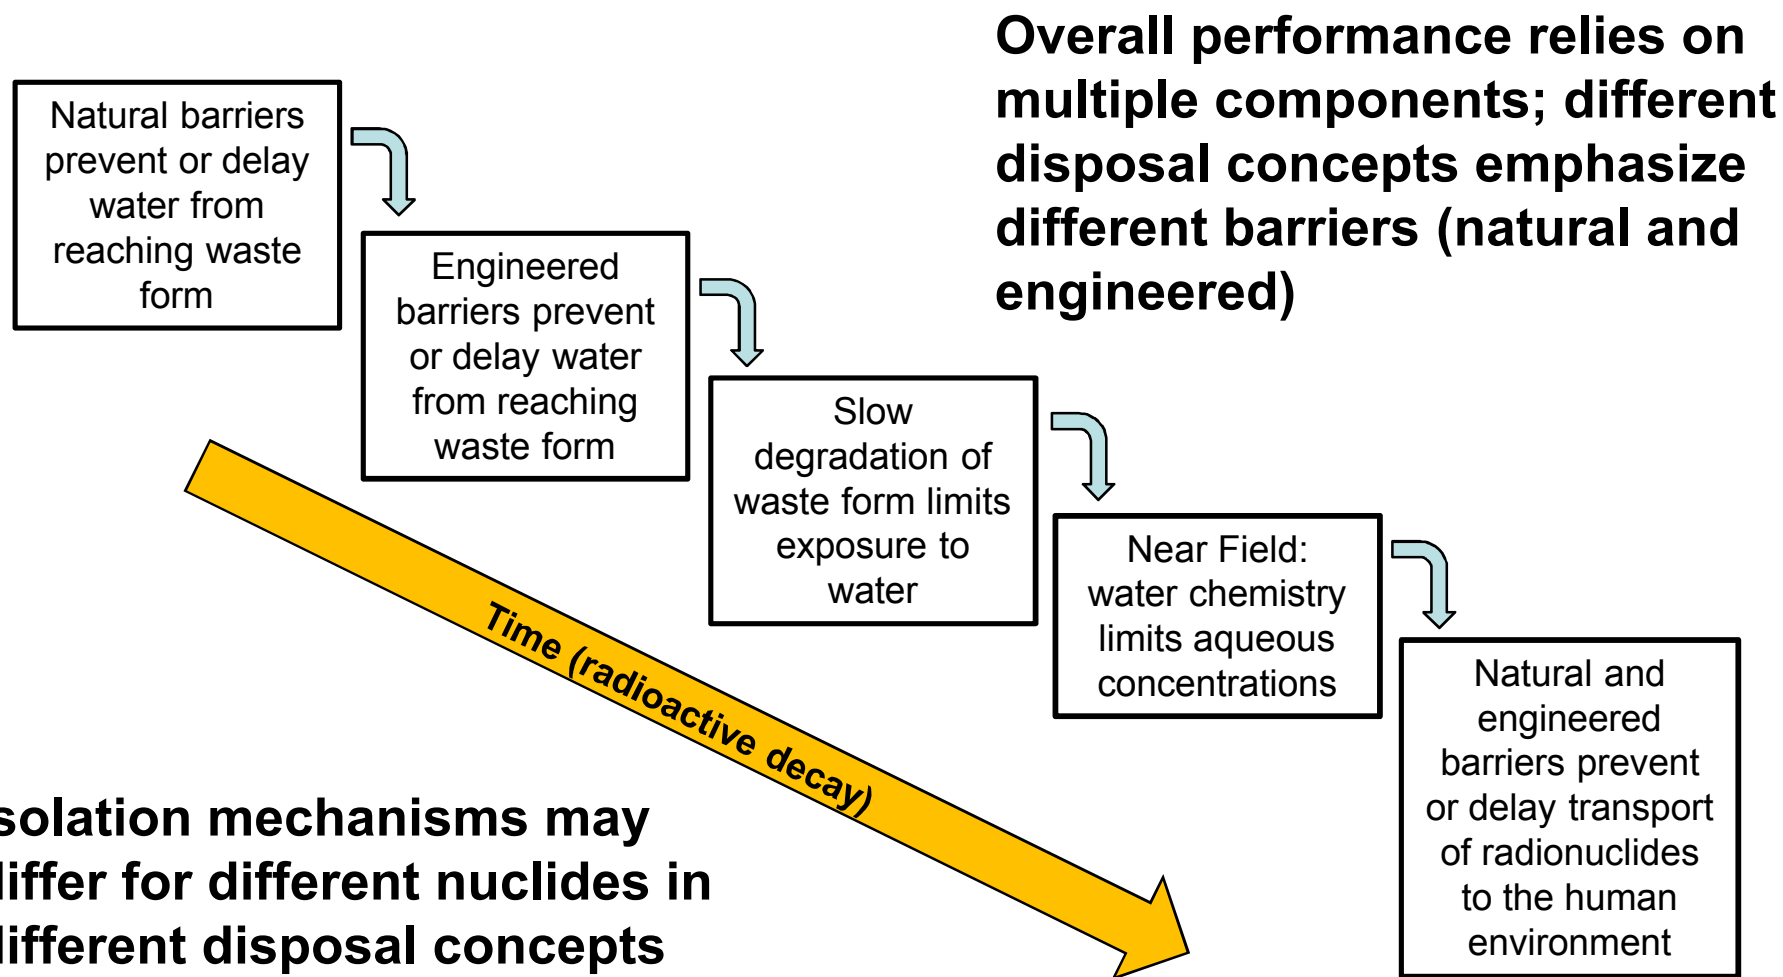 Overall performance relies on
multiple components; different
disposal concepts emphasize
different barriers (natural and
engineered)
Natural barriers
prevent or delay
water from
reaching waste
form
Engineered
barriers prevent
or delay water
from reaching
waste form
Slow
degradation of
waste form limits
exposure to
water
Near Field:
water chemistry
limits aqueous
concentrations
Natural and
engineered
barriers prevent
or delay transport
of radionuclides
to the human
environment
Time (radioactive decay)
solation mechanisms may
differ for different nuclides in
different disposal concepts